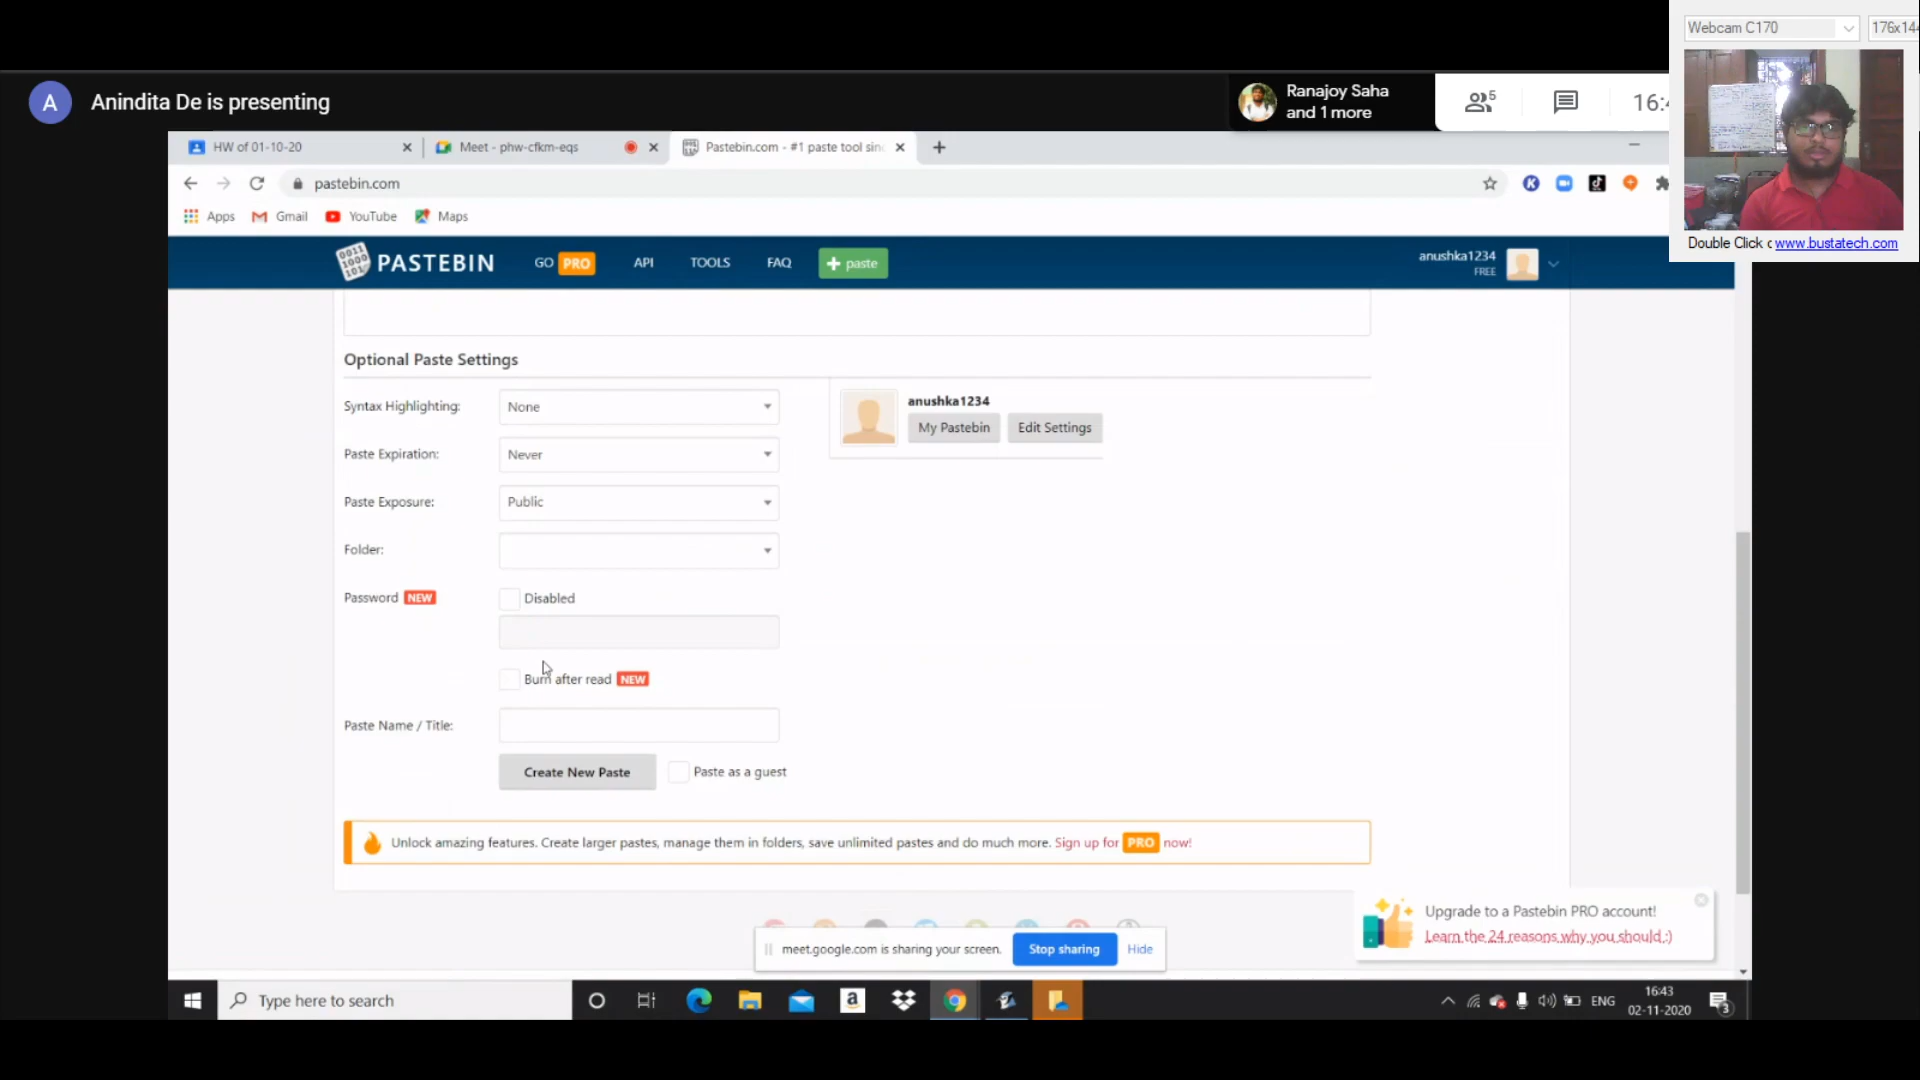 Webcam C170
176x144
A
Anindita De is presenting
Ranajoy Saha
and 1 more
5
16:4
HW of 01-10-20
Meet - phw-cfkm-eqs
Pastebin.com - #1 paste tool sinc
pastebin.com
Apps
Gmail
YouTube
Maps
Double Click
www.bustatech.com
PASTEBIN
GO PRO
API
TOOLS
FAQ
+ paste
anushka1234
FREE
Optional Paste Settings
Syntax Highlighting:
None
anushka1234
My Pastebin
Edit Settings
Paste Expiration:
Never
Paste Exposure:
Public
Folder:
Password NEW
Disabled
Burn after read NEW
Paste Name / Title:
Create New Paste
Paste as a guest
Unlock amazing features. Create larger pastes, manage them in folders, save unlimited pastes and do much more. Sign up for PRO now!
Upgrade to a Pastebin PRO account!
Learn the 24 reasons why you should :)
meet.google.com is sharing your screen.
Stop sharing
Hide
Type here to search
ENG
16:43
02-11-2020
3